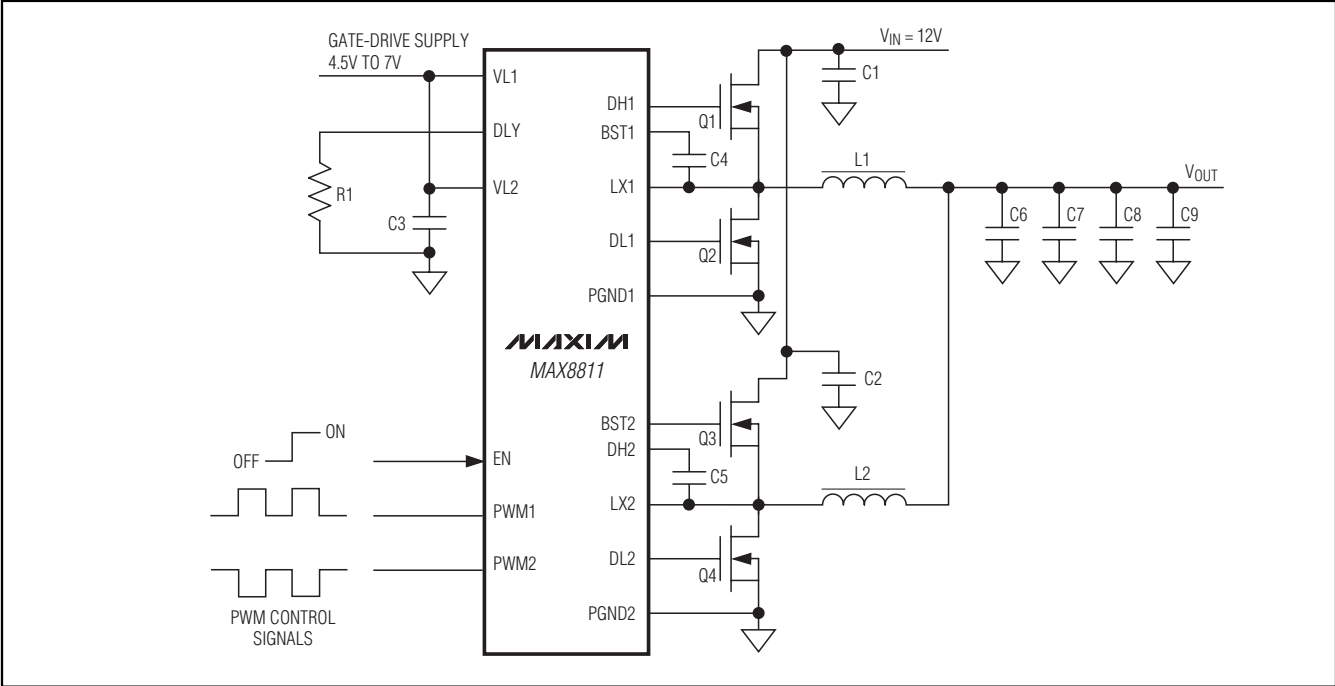 GATE-DRIVE SUPPLY
4.5V TO 7V
VIN = 12V
VL1
C1
DH1
Q1
BST1
DLY
C4
L1
R1
VL2
LX1
VOUT
C3
C6
C7
C8
C9
DL1
Q2
PGND1
MAXIM
MAX8811
C2
BST2
Q3
DH2
ON
OFF
EN
C5
L2
LX2
PWM1
DL2
PWM2
Q4
PGND2
PWM CONTROL
SIGNALS